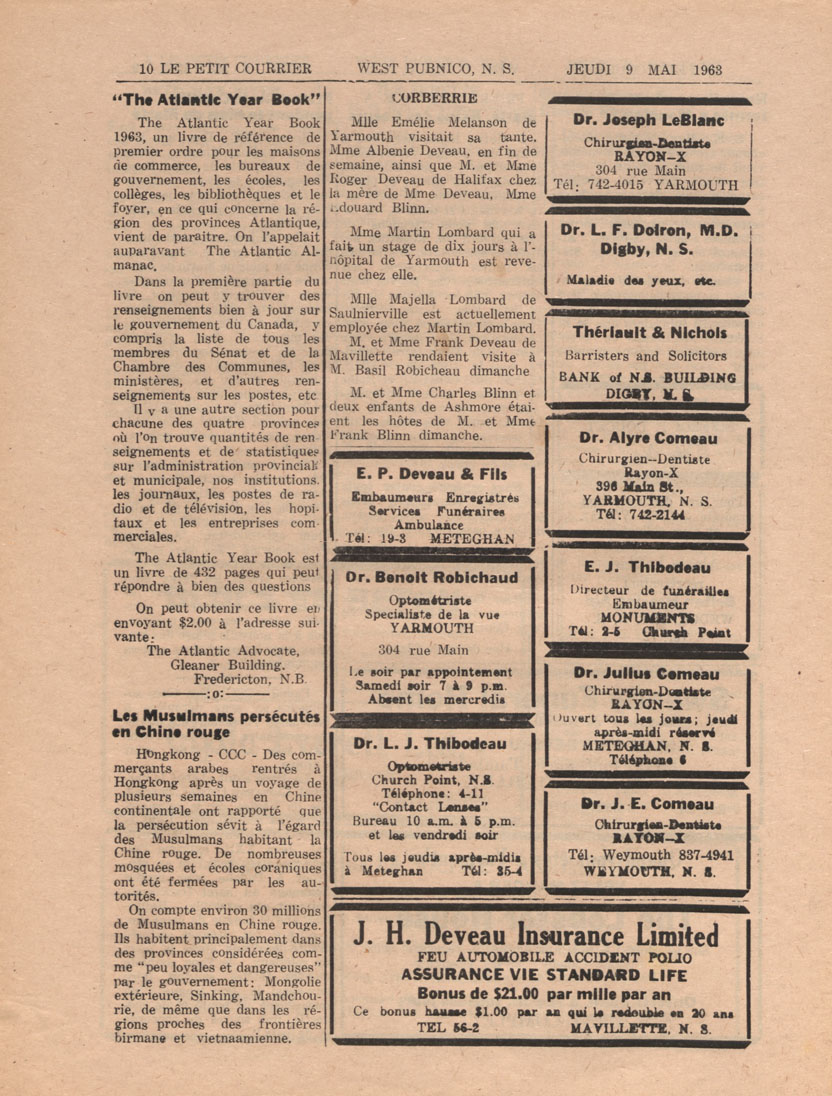 10 LE PETIT COURRIER WEST PUBNICO, N. S. JEUDI 9 MAI 1963
"The Atlantic Year Book"
The Atlantic Year Book
1963, un livre de référence de
premier ordre pour les maisons
de commerce, les bureaux de
gouvernement, les écoles, les
collèges, les bibliothèques et le
foyer, en ce qui concerne la ré-
gion des provinces Atlantique,
vient de paraitre. On l'appelait
auparavant The Atlantic Al-
manac.
Dans la première partie du
livre on peut y trouver des
renseignements bien à jour sur
le gouvernement du Canada, y
compris la liste de tous les
membres du Sénat et de la
Chambre des Communes, les
ministères, et d'autres ren-
seignements sur les postes, etc
Il y a une autre section pour
chacune des quatre provinces
où l'on trouve quantités de ren
seignements et de statistiques
sur l'administration provinciale
et municipale, nos institutions,
les journaux, les postes de ra-
dio et de télévision, les hopi-
taux et les entreprises com-
merciales.
The Atlantic Year Book est
un livre de 432 pages qui peut
répondre à bien des questions
On peut obtenir ce livre en
envoyant $2.00 à l'adresse sui-
vante:
The Atlantic Advocate,
Gleaner Building.
Fredericton, N.B.
:o:
Les Musulmans persécutés
en Chine rouge
Hongkong - CCC - Des com-
merçants arabes rentrés à
Hongkong après un voyage de
plusieurs semaines en Chine
continentale ont rapporté que
la persécution sévit à l'égard
des Musulmans habitant la
Chine rouge. De nombreuses
mosquées et écoles coraniques
ont été fermées par les au-
torités.
On compte environ 30 millions
de Musulmans en Chine rouge.
Ils habitent principalement dans
des provinces considérées com-
me "peu loyales et dangereuses"
par le gouvernement: Mongolie
extérieure, Sinking, Mandchou-
rie, de même que dans les ré-
gions proches des frontières
birmane et vietnaamienne.
CORBERRIE
Mlle Emélie Melanson de
Yarmouth visitait sa tante.
Mme Albenie Deveau, en fin de
semaine, ainsi que M. et Mme
Roger Deveau de Halifax chez
la mère de Mme Deveau, Mme
Edouard Blinn.
Mme Martin Lombard qui a
fait un stage de dix jours à l'-
hôpital de Yarmouth est reve-
nue chez elle.
Mlle Majella Lombard de
Saulnierville est actuellement
employée chez Martin Lombard.
M. et Mme Frank Deveau de
Mavillette rendaient visite à
M. Basil Robicheau dimanche
M. et Mme Charles Blinn et
deux enfants de Ashmore étai-
ent les hôtes de M. et Mme
Frank Blinn dimanche.
E. P. Deveau & Fils
Embaumeurs Enregistrés
Services Funéraires
Ambulance
Tél: 19-3 METEGHAN
Dr. Benoit Robichaud
Optométriste
Specialiste de la vue
YARMOUTH
304 rue Main
Le soir par appointement
Samedi soir 7 à 9 p.m.
Absent les mercredis
Dr. L. J. Thibodeau
Optometriste
Church Point, N.S.
Téléphone: 4-11
"Contact Lenses"
Bureau 10 a.m. à 5 p.m.
et les vendredi soir
Tous les jeudis après-midis
à Meteghan Tél: 35-4
Dr. Joseph LeBlanc
Chirurgien-Dentiste
RAYON-X
304 rue Main
Tél: 742-4015 YARMOUTH
Dr. L. F. Doiron, M.D.
Digby, N. S.
Maladie des yeux, etc.
Thériault & Nichols
Barristers and Solicitors
BANK of N.S. BUILDING
DIGBY, N. S.
Dr. Alyre Comeau
Chirurgien--Dentiste
Rayon-X
396 Main St.,
YARMOUTH, N. S.
Tél: 742-2144
E. J. Thibodeau
Directeur de funérailles
Embaumeur
MONUMENTS
Tél: 2-5 Church Point
Dr. Julius Comeau
Chirurgien-Dentiste
RAYON-X
Ouvert tous les jours; jeudi
après-midi réservé
METEGHAN, N. S.
Téléphone 6
Dr. J. E. Comeau
Chirurgien-Dentiste
RAYON-X
Tél: Weymouth 837-4941
WEYMOUTH, N. S.
J. H. Deveau Insurance Limited
FEU AUTOMOBILE ACCIDENT POLIO
ASSURANCE VIE STANDARD LIFE
Bonus de $21.00 par mille par an
Ce bonus hausse $1.00 par an qui le redouble en 20 ans
TEL 56-2 MAVILLETTE, N. S.